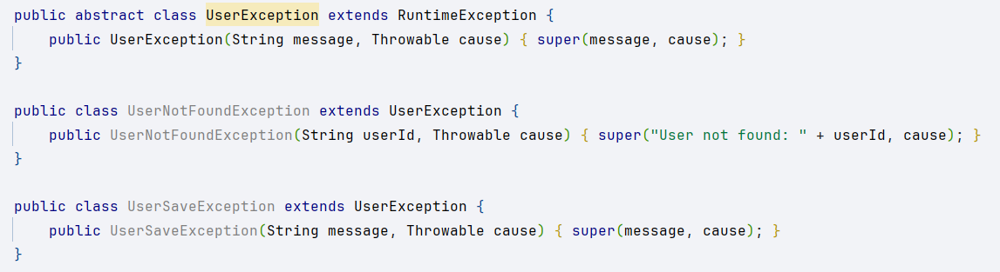 public abstract class UserException extends RuntimeException {
    public UserException(String message, Throwable cause) { super(message, cause); }
}

public class UserNotFoundException extends UserException {
    public UserNotFoundException(String userId, Throwable cause) { super("User not found: " + userId, cause); }
}

public class UserSaveException extends UserException {
    public UserSaveException(String message, Throwable cause) { super(message, cause); }
}